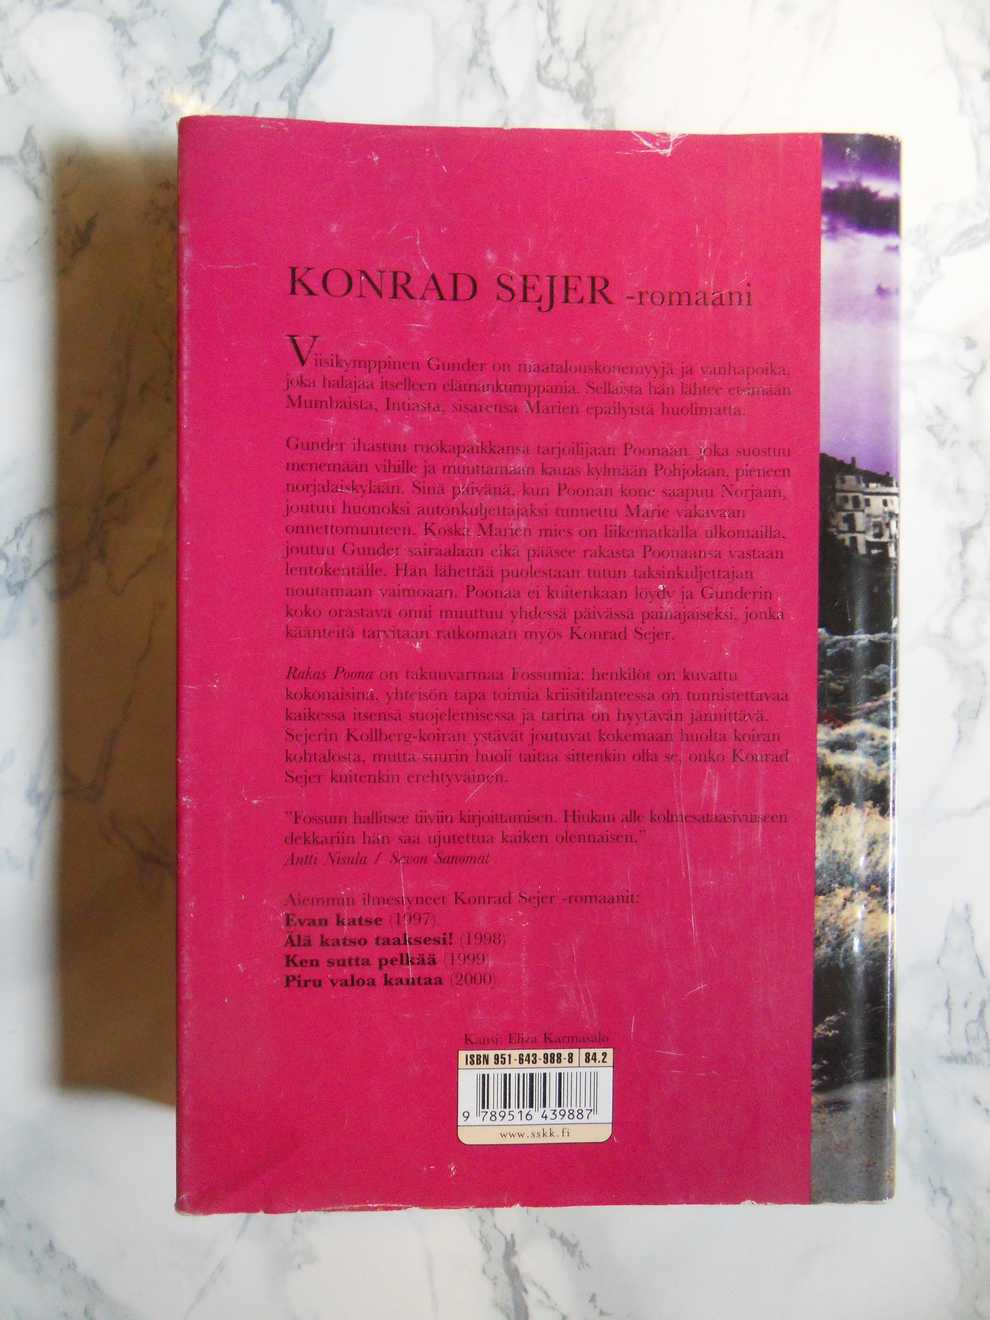 KONRAD SEJER -romaani
Viisikymppinen Gunder on maatalouskonemyyjä ja vanhapoika,
joka halajaa itselleen elämänkumppania. Sellaista hän lähtee etsimään
Mumbaista, Intiasta, sisarensa Marien epäilyistä huolimatta.
Gunder ihastuu ruokapaikkansa tarjoilijaan Poonaan, joka suostuu
menemään vihille ja muuttamaan kauas kylmään Pohjolaan, pieneen
norjalaiskylään. Sinä päivänä, kun Poonan kone saapuu Norjaan,
joutuu huonoksi autonkuljettajaksi tunnettu Marie vakavaan
onnettomuuteen. Koska Marien mies on liikematkalla ulkomailla,
joutuu Gunder sairaalaan eikä pääsee rakasta Poonaansa vastaan
lentokentälle. Hän lähettää puolestaan tutun taksinkuljettajan
noutamaan vaimoaan. Poonaa ei kuitenkaan löydy ja Gunderin
koko orastava onni muuttuu yhdessä päivässä painajaiseksi, jonka
käänteitä tarvitaan ratkomaan myös Konrad Sejer.
Rakas Poona on takuuvarmaa Fossumia; henkilöt on kuvattu
kokonaisina, yhteisön tapa toimia kriisitilanteessa on tunnistettavaa
kaikessa itsensä suojelemisessa ja tarina on hyytävän jännittävä.
Sejerin Kollberg-koiran ystävät joutuvat kokemaan huolta koiran
kohtalosta, mutta suurin huoli taitaa sittenkin olla se, onko Konrad
Sejer kuitenkin erehtyväinen.
”Fossum hallitsee tiiviin kirjoittamisen. Hiukan alle kolmesataasivuiseen
dekkariin hän saa ujutettua kaiken olennaisen.”
Antti Nisula / Savon Sanomat
Aiemmin ilmestyneet Konrad Sejer -romaanit:
Evan katse (1997)
Älä katso taaksesi! (1998)
Ken sutta pelkää (1999)
Piru valoa kantaa (2000)
Kansi: Eliza Karmasalo
ISBN 951-643-988-8 84.2
9 789516 439887
www.sskk.fi